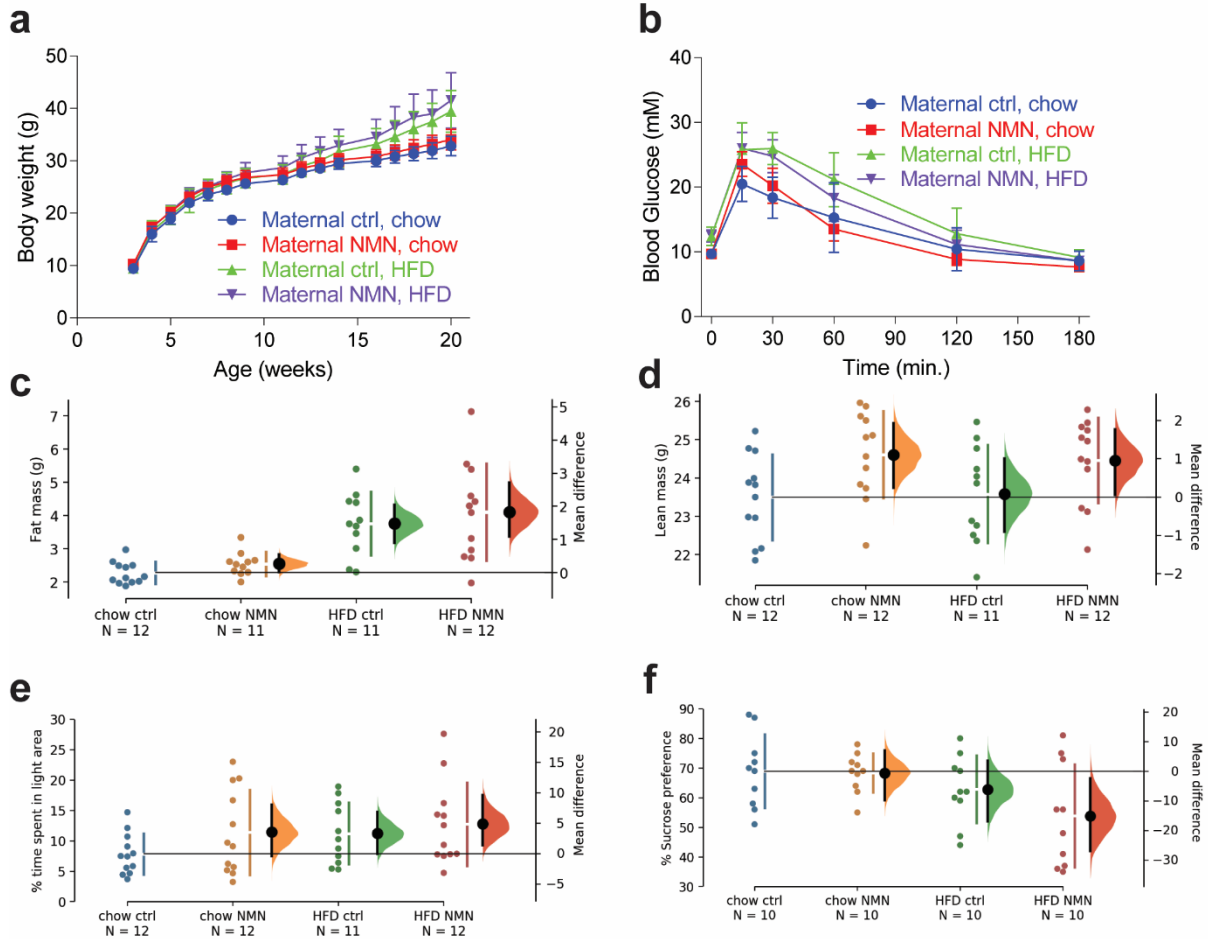 a
Body weight (g)
50
40
30
20
10
0
0
5
10
15
20
Age (weeks)
Maternal ctrl, chow
Maternal NMN, chow
Maternal ctrl, HFD
Maternal NMN, HFD
b
Blood Glucose (mM)
40
30
20
10
0
0
30
60
90
120
150
180
Time (min.)
Maternal ctrl, chow
Maternal NMN, chow
Maternal ctrl, HFD
Maternal NMN, HFD
c
Fat mass (g)
7
6
5
4
3
2
5
4
3
2
1
0
Mean difference
chow ctrl
N = 12
chow NMN
N = 11
HFD ctrl
N = 11
HFD NMN
N = 12
d
Lean mass (g)
26
25
24
23
22
2
1
0
−1
−2
Mean difference
chow ctrl
N = 12
chow NMN
N = 12
HFD ctrl
N = 11
HFD NMN
N = 12
e
% time spent in light area
30
25
20
15
10
5
0
20
15
10
5
0
−5
Mean difference
chow ctrl
N = 12
chow NMN
N = 12
HFD ctrl
N = 11
HFD NMN
N = 12
f
% Sucrose preference
90
80
70
60
50
40
30
20
10
0
−10
−20
−30
Mean difference
chow ctrl
N = 10
chow NMN
N = 10
HFD ctrl
N = 10
HFD NMN
N = 10